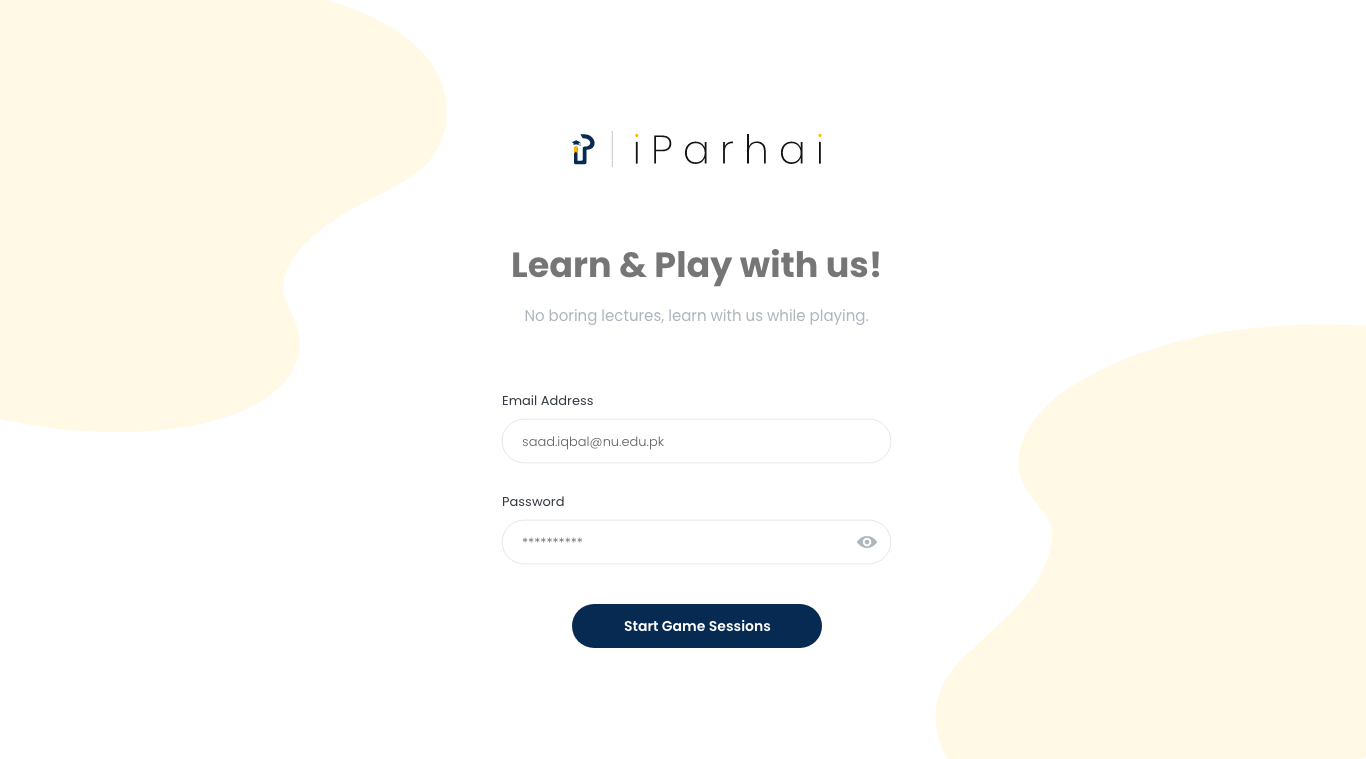 iParhai
Learn & Play with us!
No boring lectures, learn with us while playing.
Email Address
saad.iqbal@nu.edu.pk
Password
**********
Start Game Sessions